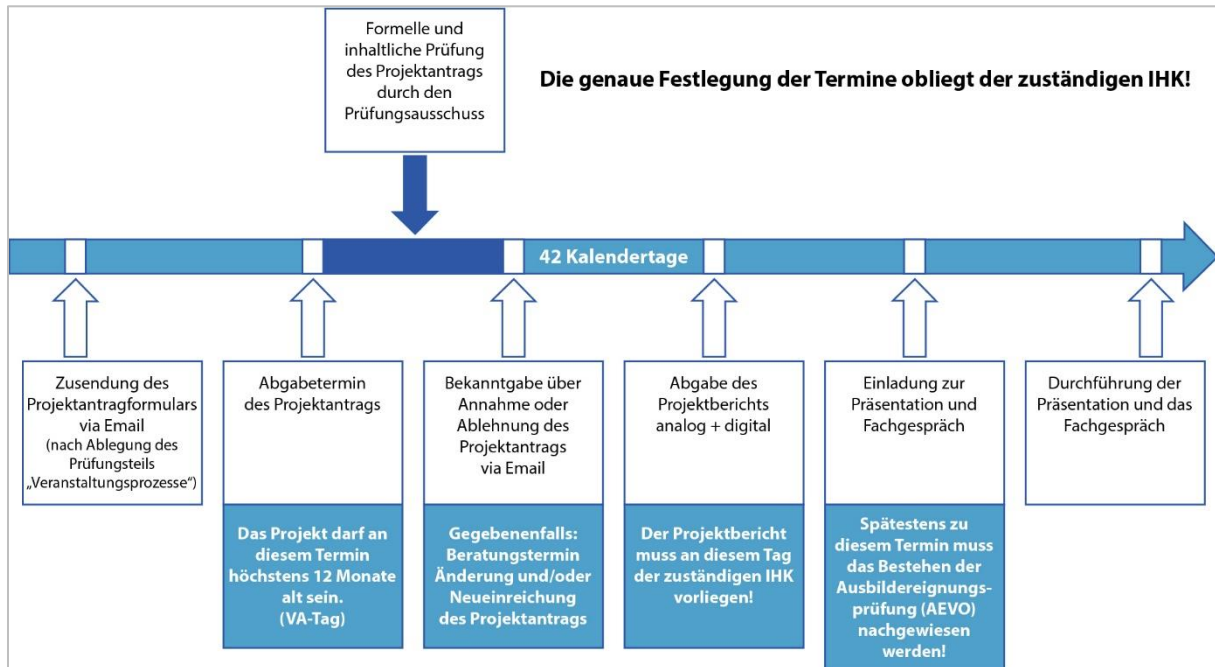 Formelle und
inhaltliche Prüfung
des Projektantrags
durch den
Prüfungsausschuss
Die genaue Festlegung der Termine obliegt der zuständigen IHK!
42 Kalendertage
Zusendung des
Projektantragformulars
via Email
(nach Ablegung des
Prüfungsteils
„Veranstaltungsprozesse“)
Abgabetermin
des Projektantrags
Das Projekt darf an
diesem Termin
höchstens 12 Monate
alt sein.
(VA-Tag)
Bekanntgabe über
Annahme oder
Ablehnung des
Projektantrags
via Email
Gegebenenfalls:
Beratungstermin
Änderung und/oder
Neueinreichung
des Projektantrags
Abgabe des
Projektberichts
analog + digital
Der Projektbericht
muss an diesem Tag
der zuständigen IHK
vorliegen!
Einladung zur
Präsentation und
Fachgespräch
Spätestens zu
diesem Termin muss
das Bestehen der
Ausbildereignungs-
prüfung (AEVO)
nachgewiesen
werden!
Durchführung der
Präsentation und das
Fachgespräch